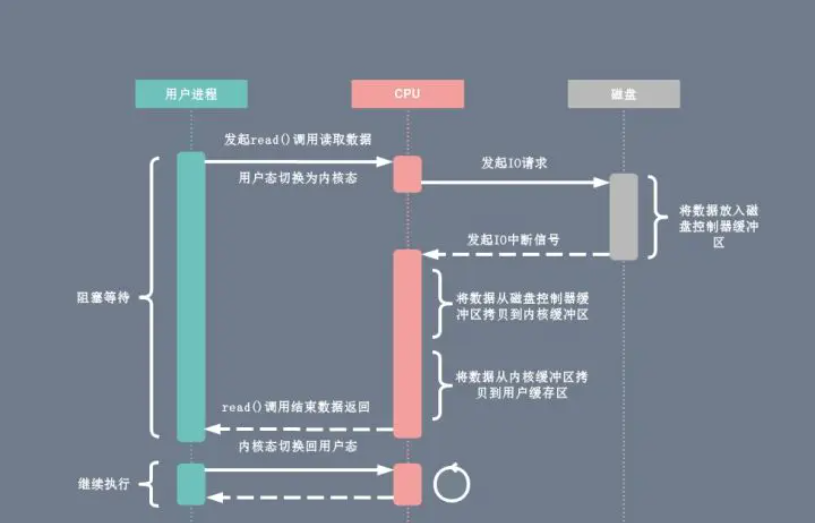 用户进程
CPU
磁盘
发起read()调用读取数据
用户态切换为内核态
发起IO请求
将数据放入磁
盘控制器缓冲
区
发起IO中断信号
阻塞等待
将数据从磁盘控制器缓
冲区拷贝到内核缓冲区
将数据从内核缓冲区拷
贝到用户缓存区
read()调用结束数据返回
内核态切换回用户态
继续执行